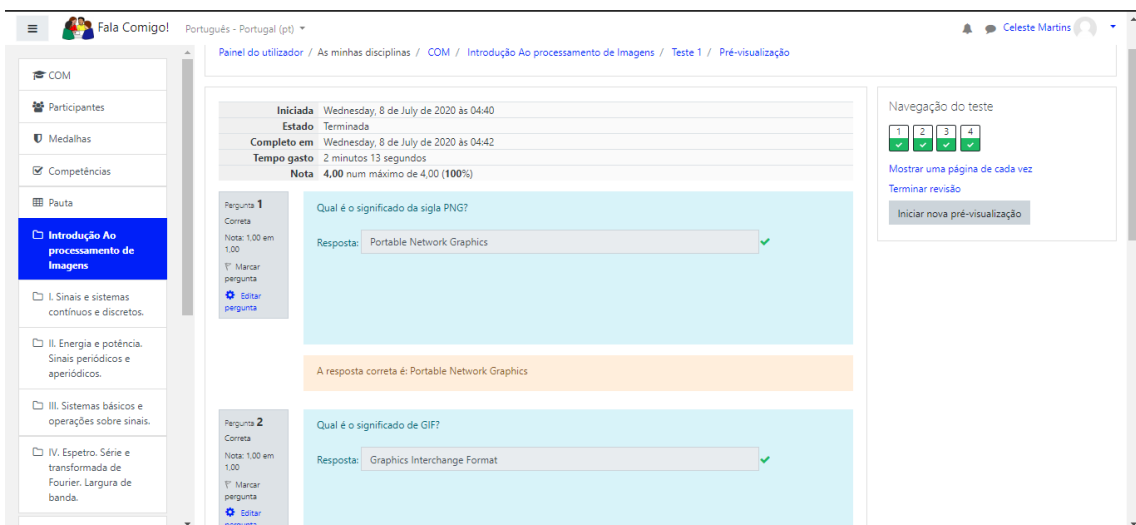 Fala Comigo!
Português - Portugal (pt)
Celeste Martins
Painel do utilizador / As minhas disciplinas / COM / Introdução Ao processamento de Imagens / Teste 1 / Pré-visualização
COM
Participantes
Medalhas
Competências
Pauta
Introdução Ao
processamento de
Imagens
I. Sinais e sistemas
contínuos e discretos.
II. Energia e potência.
Sinais periódicos e
aperiódicos.
III. Sistemas básicos e
operações sobre sinais.
IV. Espetro. Série e
transformada de
Fourier. Largura de
banda.
Iniciada Wednesday, 8 de July de 2020 às 04:40
Estado Terminada
Completo em Wednesday, 8 de July de 2020 às 04:42
Tempo gasto 2 minutos 13 segundos
Nota 4,00 num máximo de 4,00 (100%)
Pergunta 1
Correta
Nota: 1,00 em
1,00
Marcar
pergunta
Editar
pergunta
Qual é o significado da sigla PNG?
Resposta: Portable Network Graphics
A resposta correta é: Portable Network Graphics
Pergunta 2
Correta
Nota: 1,00 em
1,00
Marcar
pergunta
Editar
pergunta
Qual é o significado de GIF?
Resposta: Graphics Interchange Format
Navegação do teste
1 2 3 4
Mostrar uma página de cada vez
Terminar revisão
Iniciar nova pré-visualização